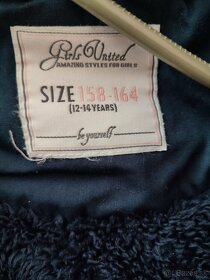 Girls United
AMAZING STYLES FOR GIRLS
SIZE 158-164
(12-14 YEARS)
be yourself